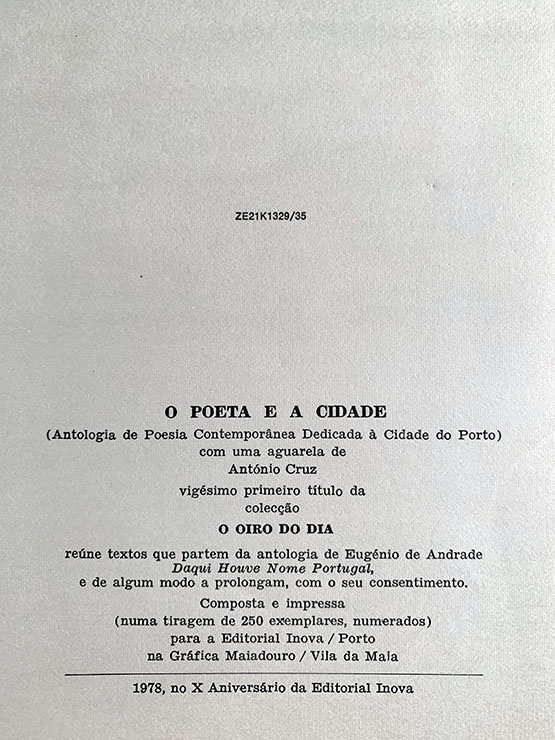 ZE21K1329/35
O POETA E A CIDADE
(Antologia de Poesia Contemporânea Dedicada à Cidade do Porto)
com uma aguarela de
António Cruz
vigésimo primeiro título da
colecção
O OIRO DO DIA
reúne textos que partem da antologia de Eugénio de Andrade
Daqui Houve Nome Portugal,
e de algum modo a prolongam, com o seu consentimento.
Composta e impressa
(numa tiragem de 250 exemplares, numerados)
para a Editorial Inova / Porto
na Gráfica Maiadouro / Vila da Maia
1978, no X Aniversário da Editorial Inova